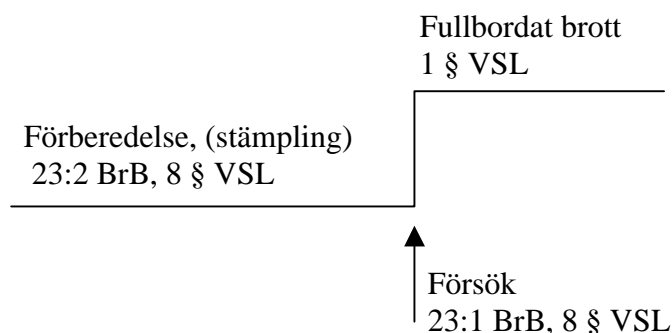 Fullbordat brott
1 § VSL
Förberedelse, (stämpling)
23:2 BrB, 8 § VSL
Försök
23:1 BrB, 8 § VSL